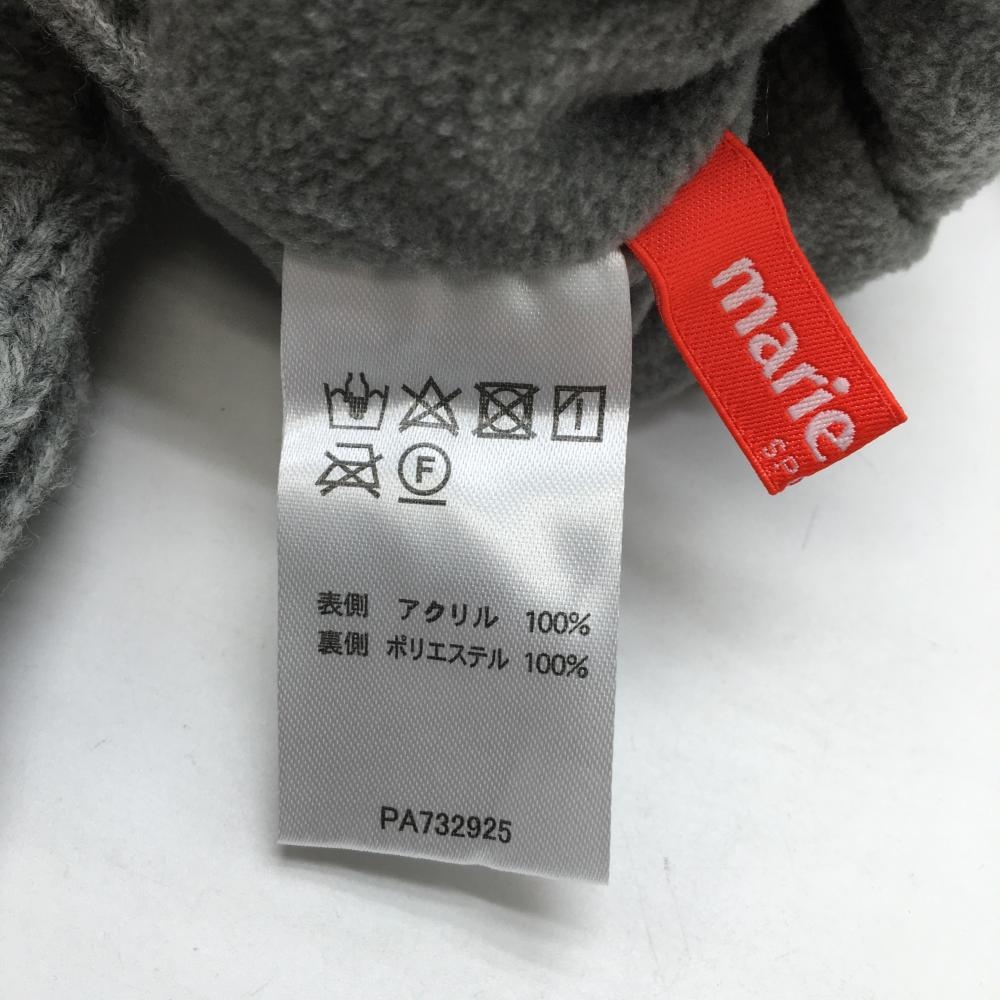 F
表側 アクリル 100%
裏側 ポリエステル 100%
PA732925
marie